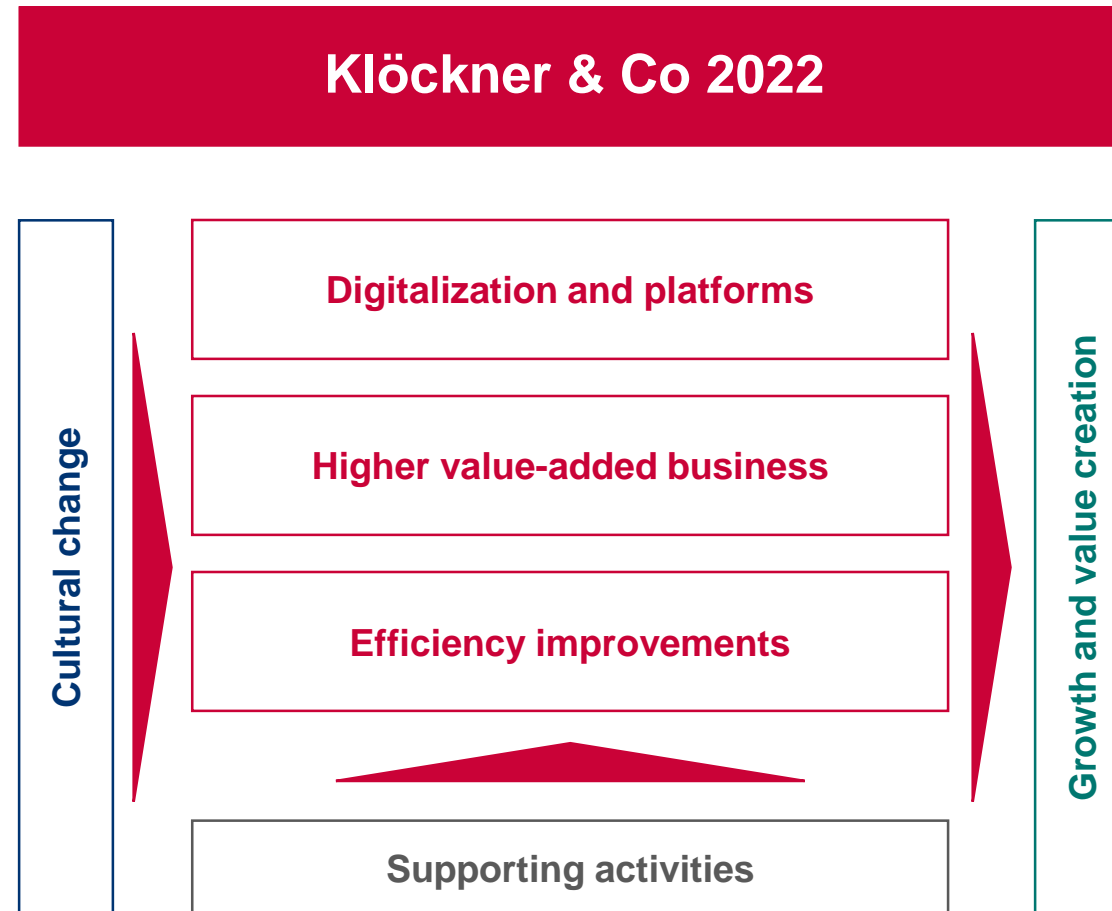 Klöckner & Co 2022
Cultural change
Digitalization and platforms
Higher value-added business
Efficiency improvements
Supporting activities
Growth and value creation